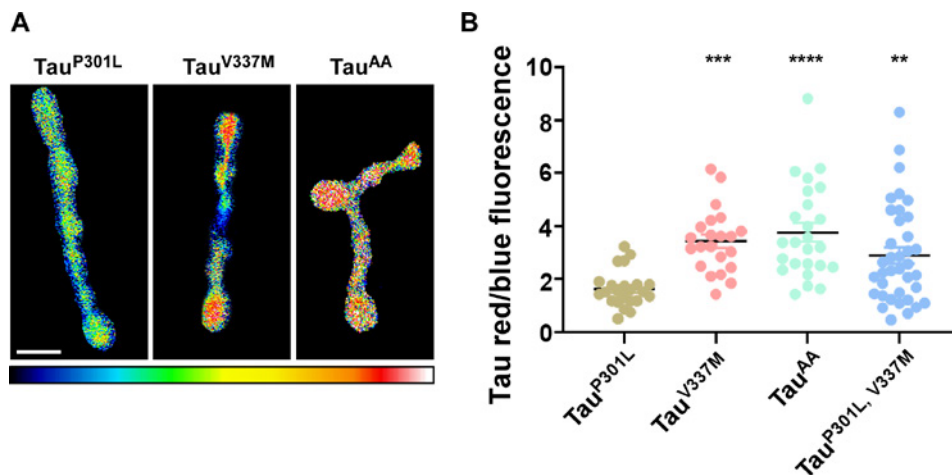 A
Tau^P301L Tau^V337M Tau^AA
B
Tau red/blue fluorescence
10
8
6
4
2
0
*** **** **
Tau^P301L
Tau^V337M
Tau^AA
Tau^P301L, V337M